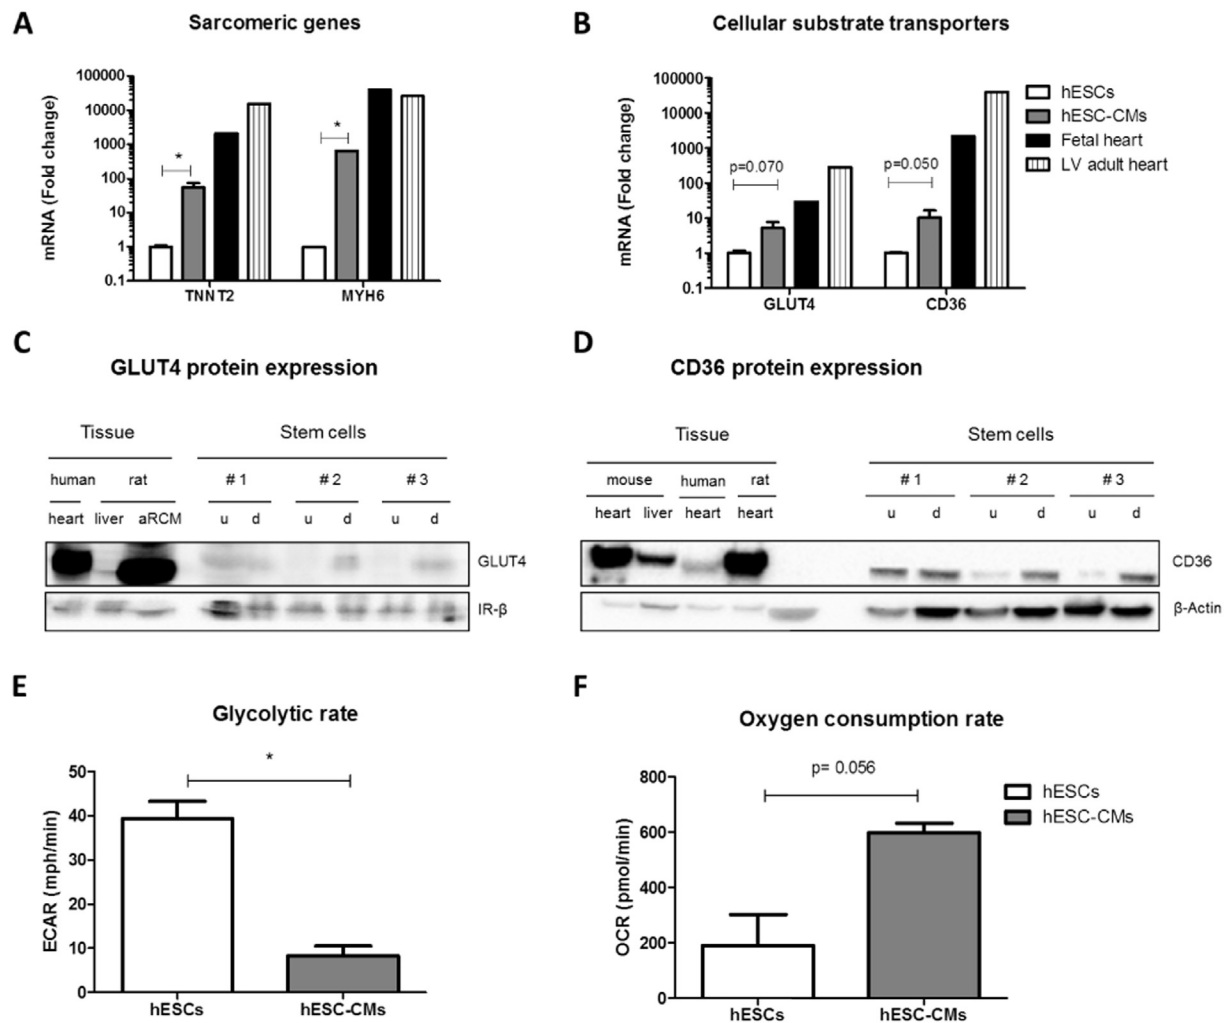 A
Sarcomeric genes
mRNA (Fold change)
100000
10000
1000
100
10
1
0.1
*
*
TNNT2
MYH6
B
Cellular substrate transporters
mRNA (Fold change)
100000
10000
1000
100
10
1
0.1
p=0.070
p=0.050
GLUT4
CD36
hESCs
hESC-CMs
Fetal heart
LV adult heart
C
GLUT4 protein expression
Tissue Stem cells
human rat # 1 # 2 # 3
heart liver aRCM u d u d u d
GLUT4
IR-β
D
CD36 protein expression
Tissue Stem cells
mouse human rat # 1 # 2 # 3
heart liver heart heart u d u d u d
CD36
β-Actin
E
Glycolytic rate
ECAR (mph/min)
50
40
30
20
10
0
*
hESCs
hESC-CMs
F
Oxygen consumption rate
OCR (pmol/min)
800
600
400
200
0
p= 0.056
hESCs
hESC-CMs
hESCs
hESC-CMs